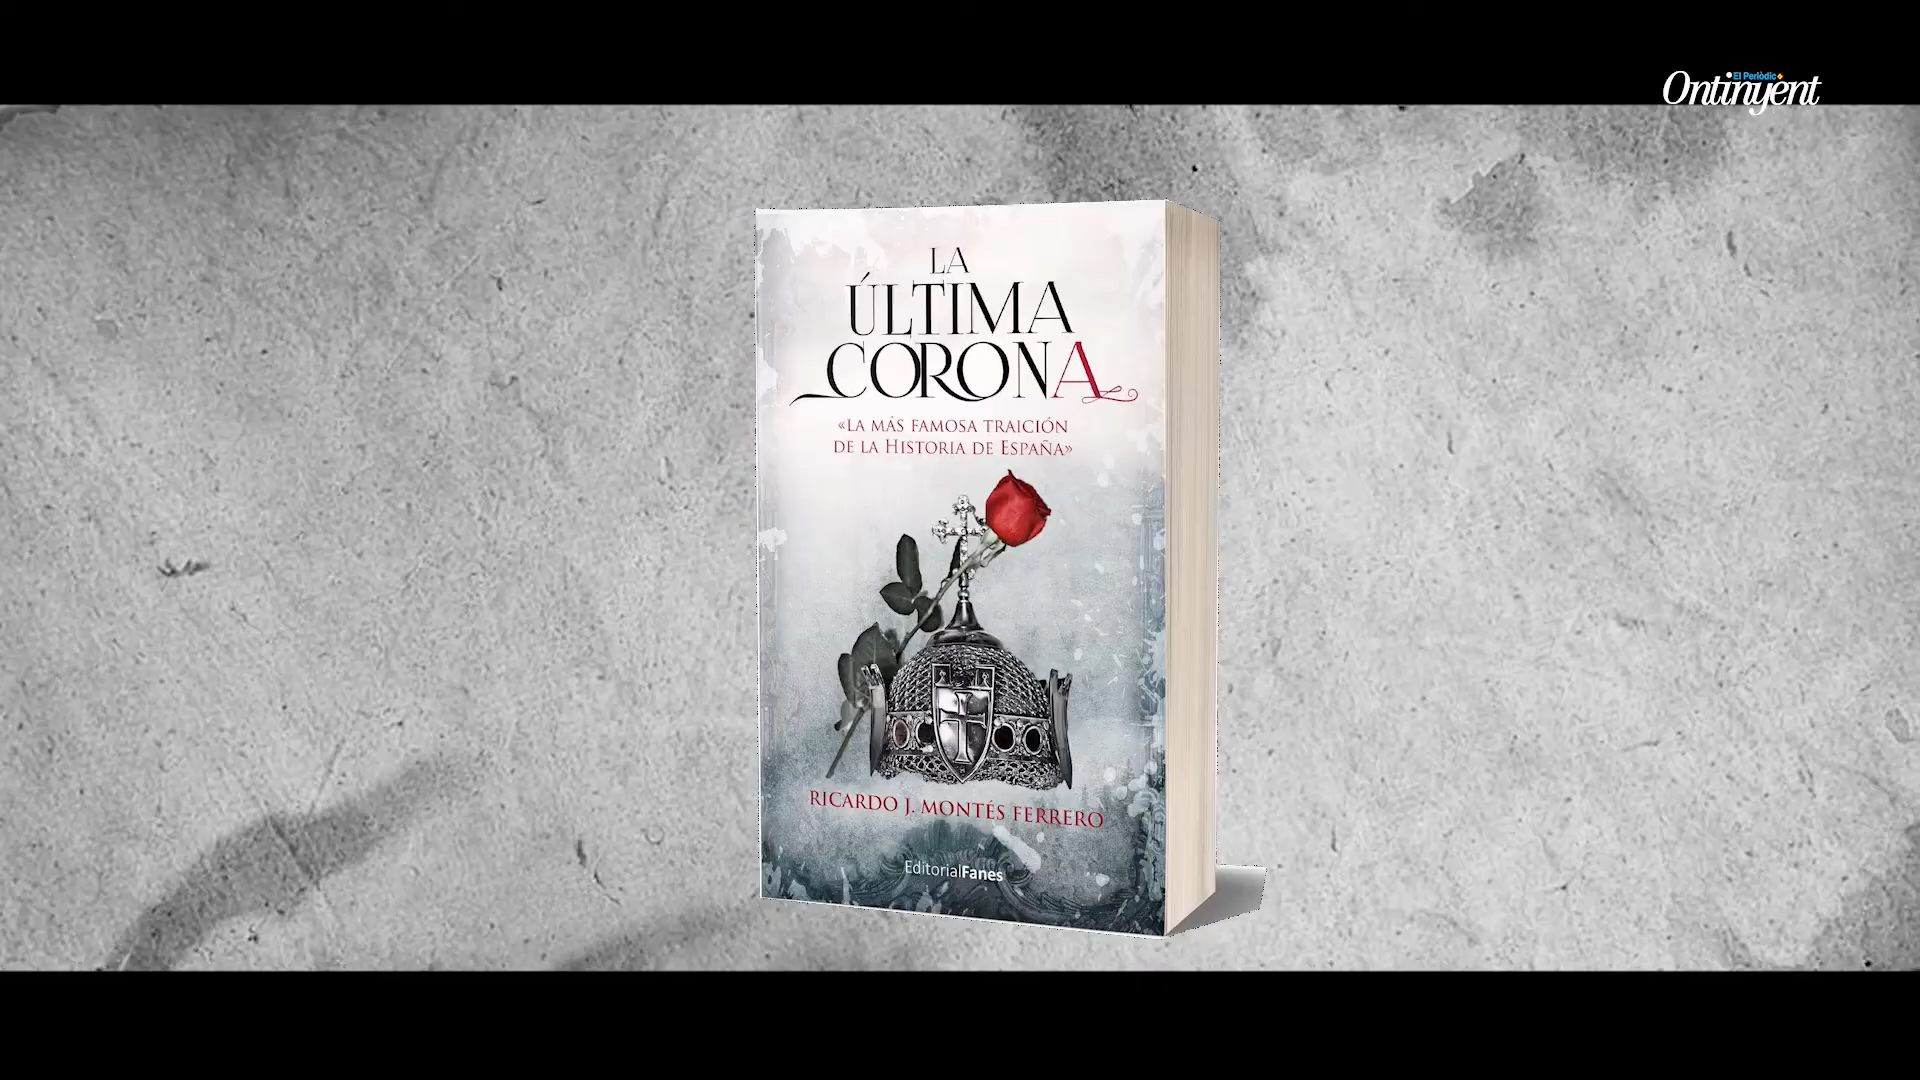 El Periòdic
Ontinyent
LA
ÚLTIMA
CORONA
«LA MÁS FAMOSA TRAICIÓN
DE LA HISTORIA DE ESPAÑA»
RICARDO J. MONTÉS FERRERO
EditorialFanes